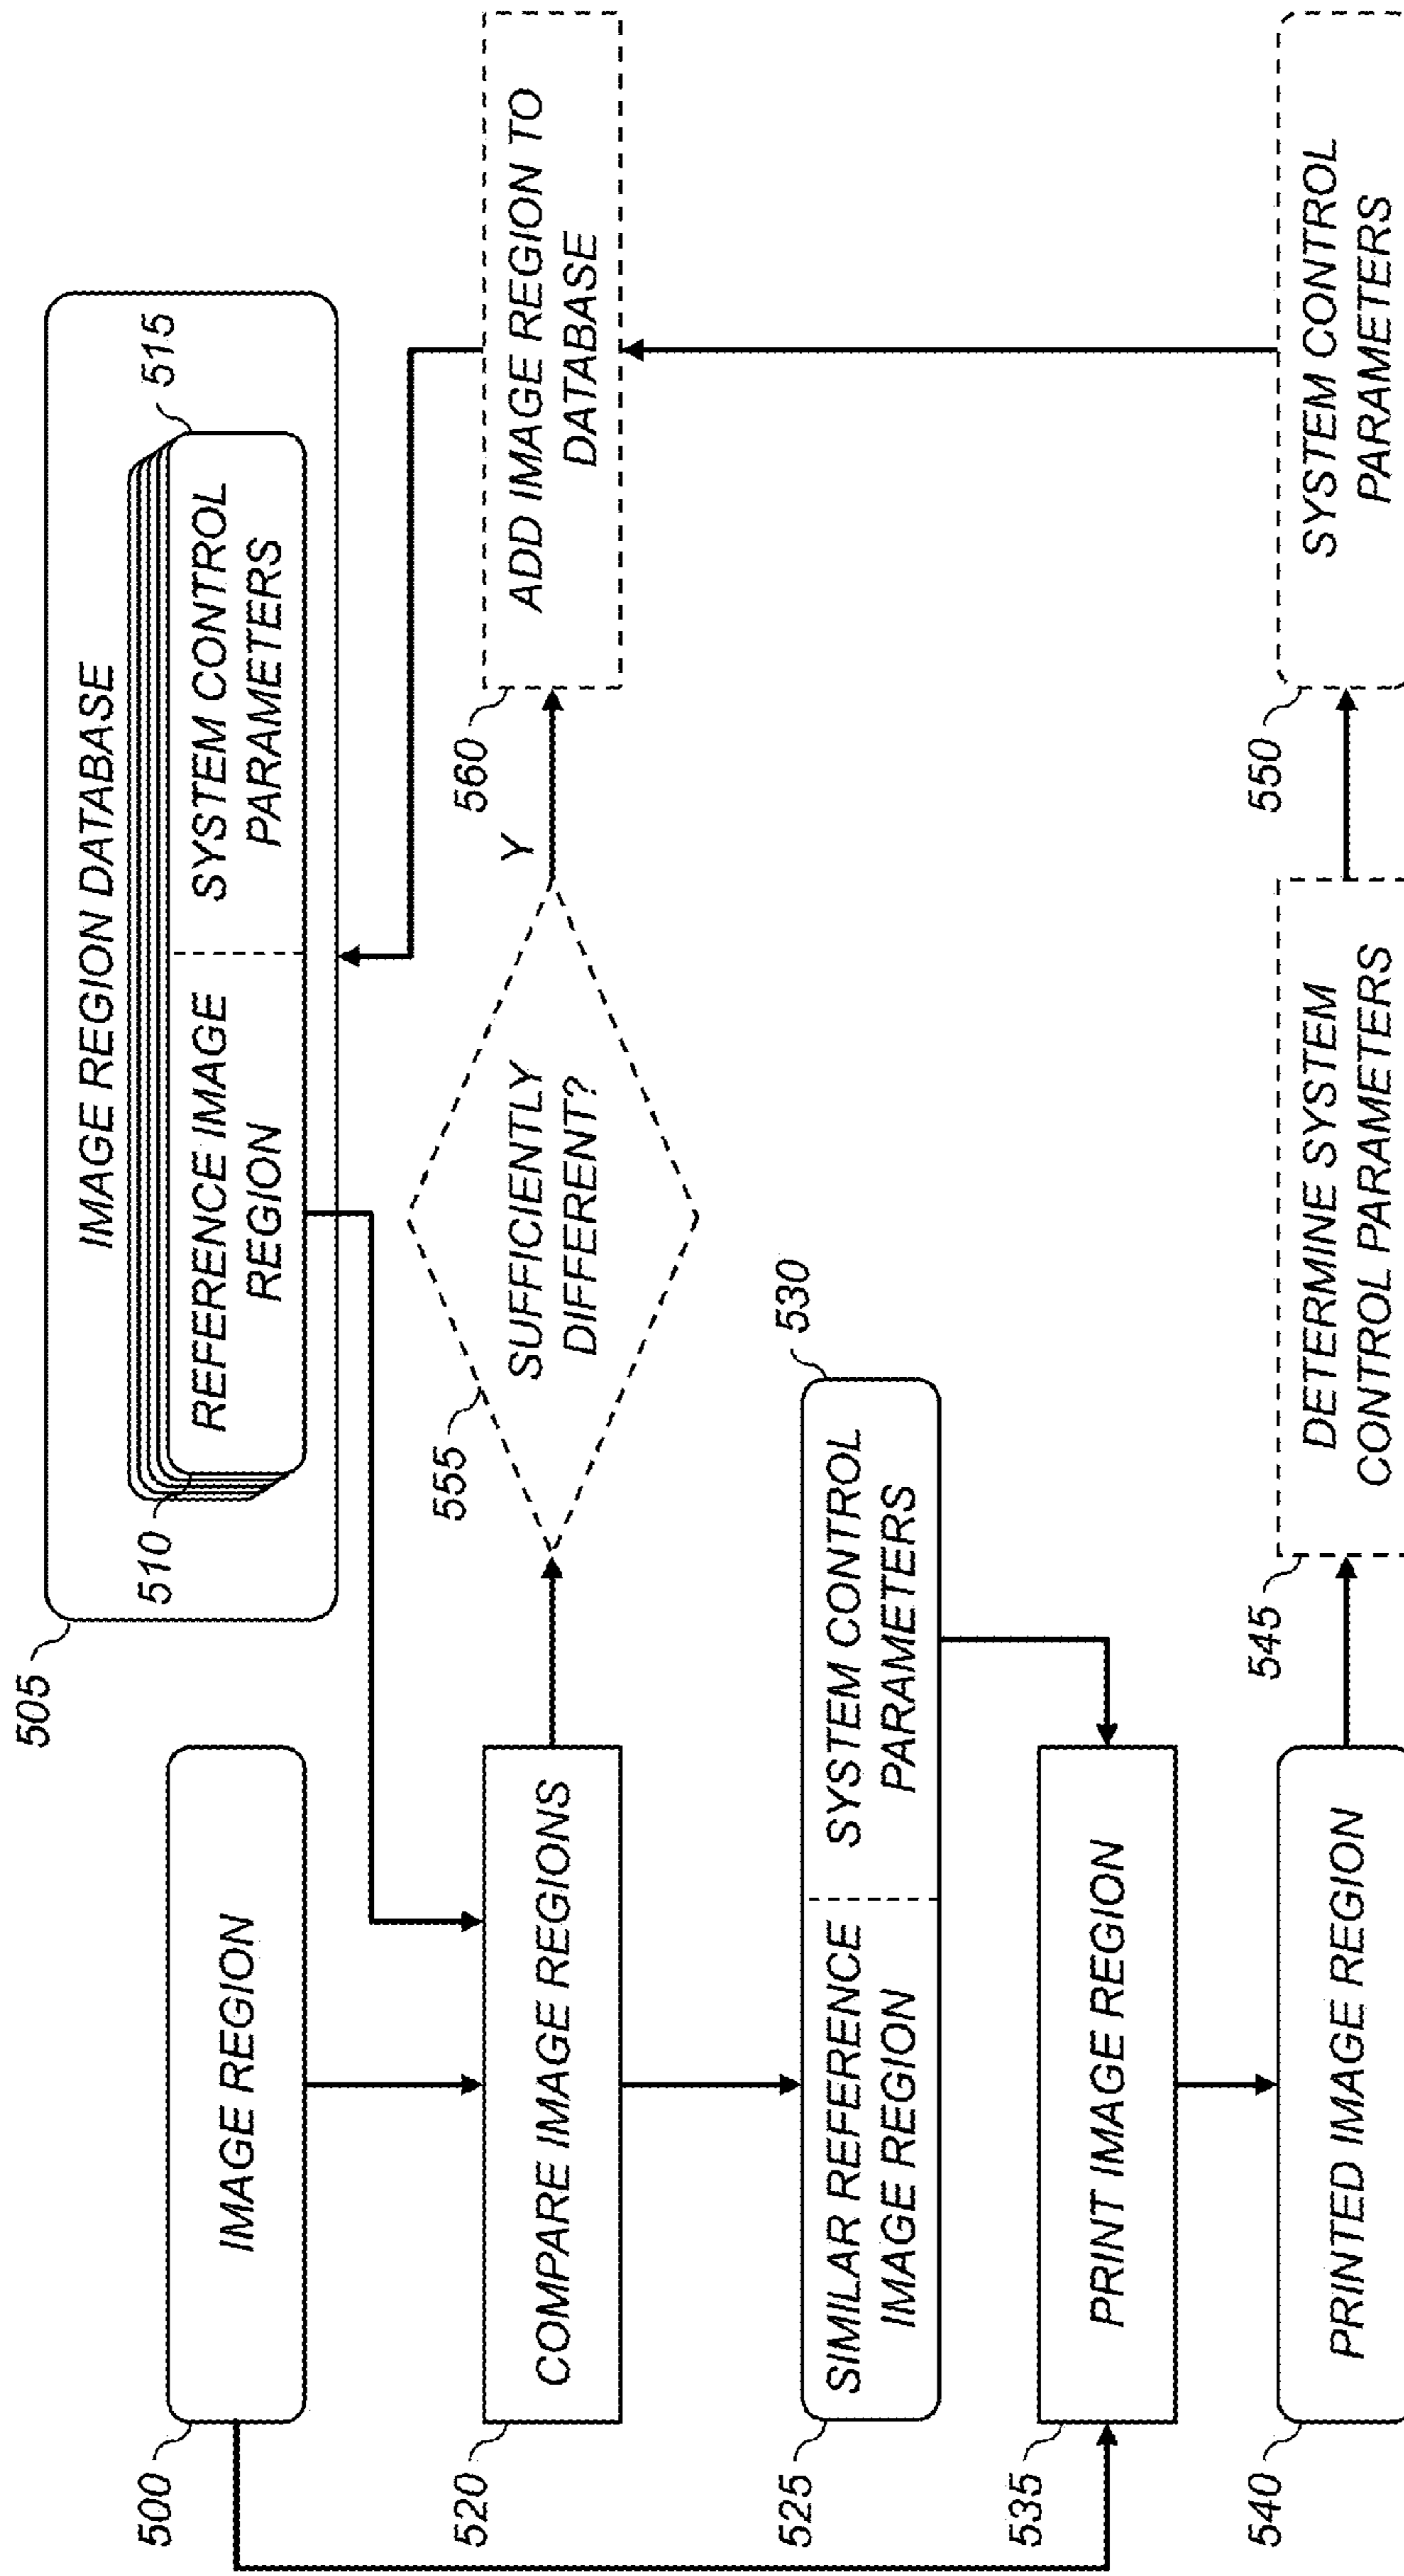 505
IMAGE REGION DATABASE
500
IMAGE REGION
510
REFERENCE IMAGE
REGION
SYSTEM CONTROL
PARAMETERS
515
520
COMPARE IMAGE REGIONS
555
SUFFICIENTLY
DIFFERENT?
Y
560
ADD IMAGE REGION TO
DATABASE
525
SIMILAR REFERENCE
IMAGE REGION
SYSTEM CONTROL
PARAMETERS
530
535
PRINT IMAGE REGION
540
PRINTED IMAGE REGION
545
DETERMINE SYSTEM
CONTROL PARAMETERS
550
SYSTEM CONTROL
PARAMETERS